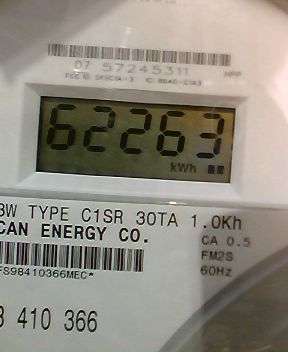 07 57245311
HPP
62263
kWh
3W TYPE C1SR 30TA 1.0Kh
CAN ENERGY CO.
CA 0.5
FM2S
60Hz
FS98410366MEC*
3 410 366